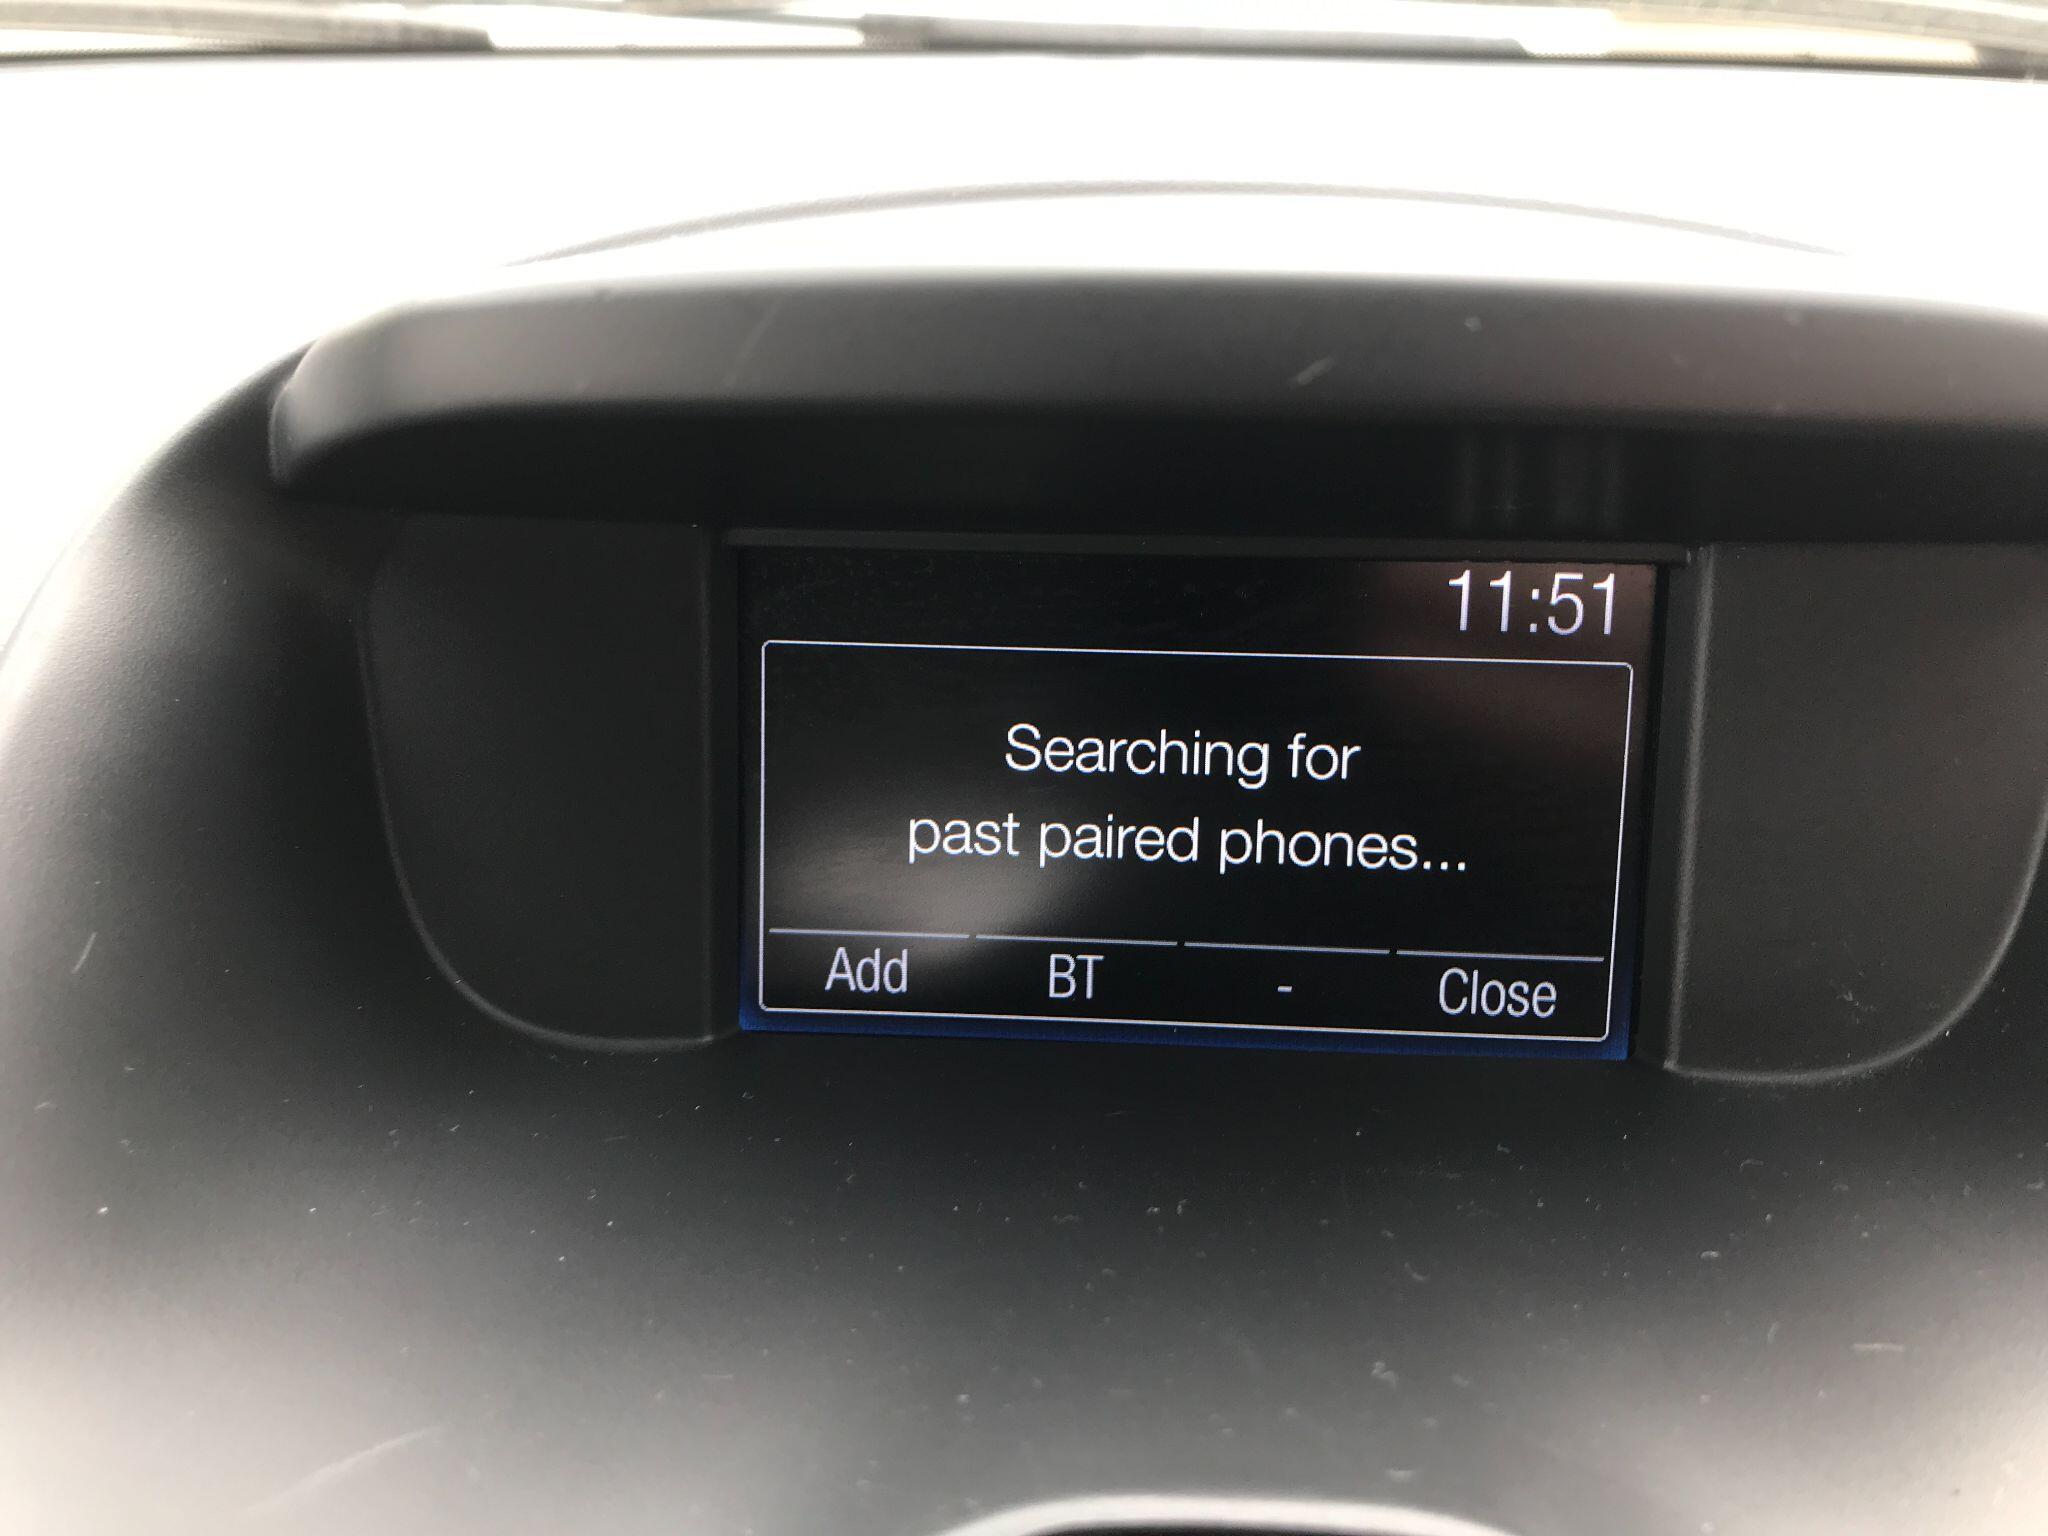 11:51
Searching for
past paired phones...
Add BT - Close